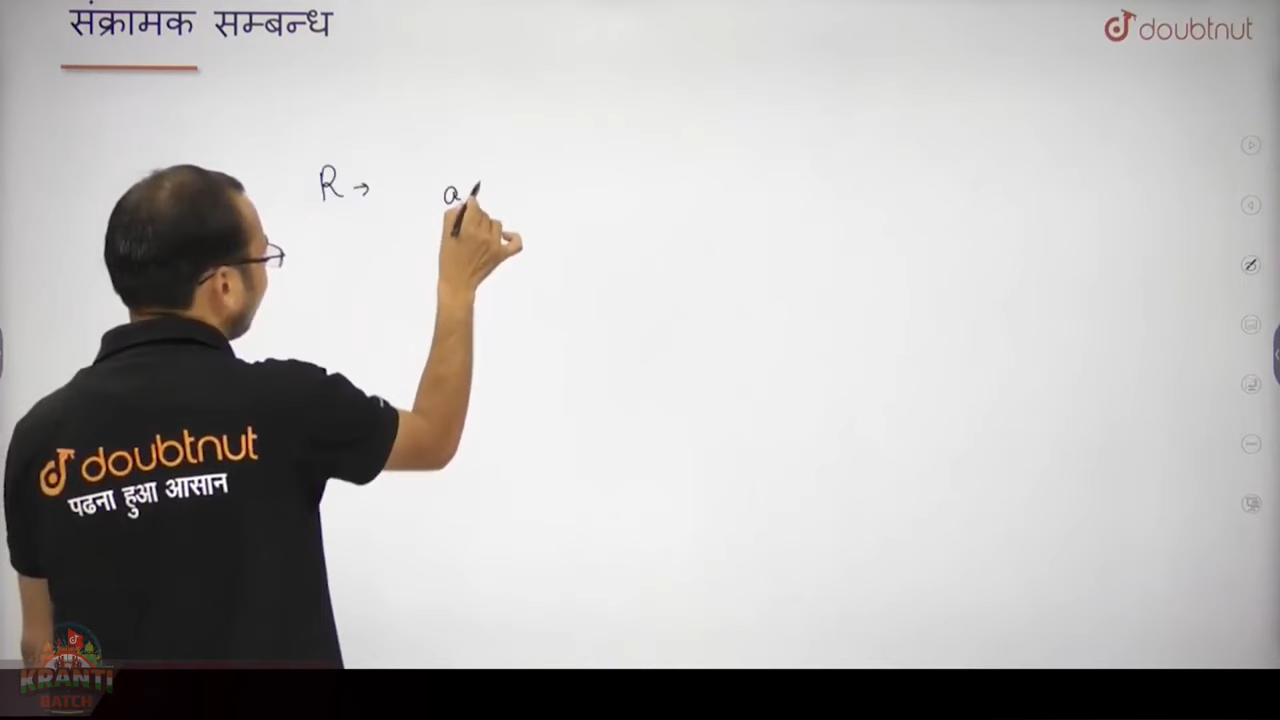 संक्रामक सम्बन्ध
doubtnut
R → a
doubtnut
पढना हुआ आसान
KRANTI
BATCH